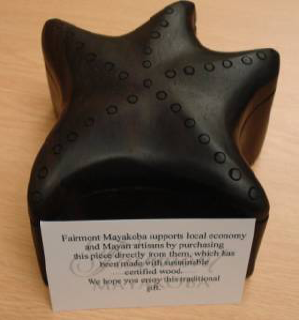 Fairmont Mayakoba supports local economy
and Mayan artisans by purchasing
this piece directly from them, which has
been made with sustainable
certified wood.
We hope you enjoy this traditional
gift.
MAYAKOBA